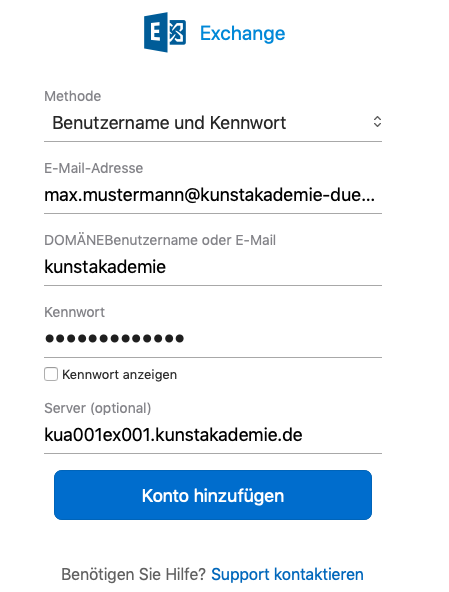 Exchange
Methode
Benutzername und Kennwort
E-Mail-Adresse
max.mustermann@kunstakademie-due...
DOMÄNEBenutzername oder E-Mail
kunstakademie
Kennwort
●●●●●●●●●●●●●
Kennwort anzeigen
Server (optional)
kua001ex001.kunstakademie.de
Konto hinzufügen
Benötigen Sie Hilfe? Support kontaktieren